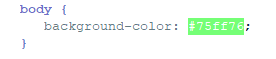 body {
background-color: #75ff76;
}